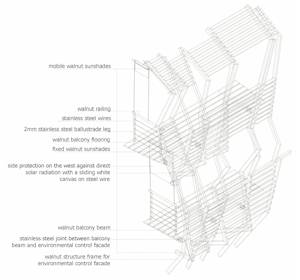 mobile walnut sunshades
walnut railing
stainless steel wires
2mm stainless steel ballustrade leg
walnut balcony flooring
fixed walnut sunshades
side protection on the west against direct
solar radiation with a sliding white
canvas on steel wire
walnut balcony beam
stainless steel joint between balcony
beam and environmental control facade
walnut structure frame for
environmental control facade